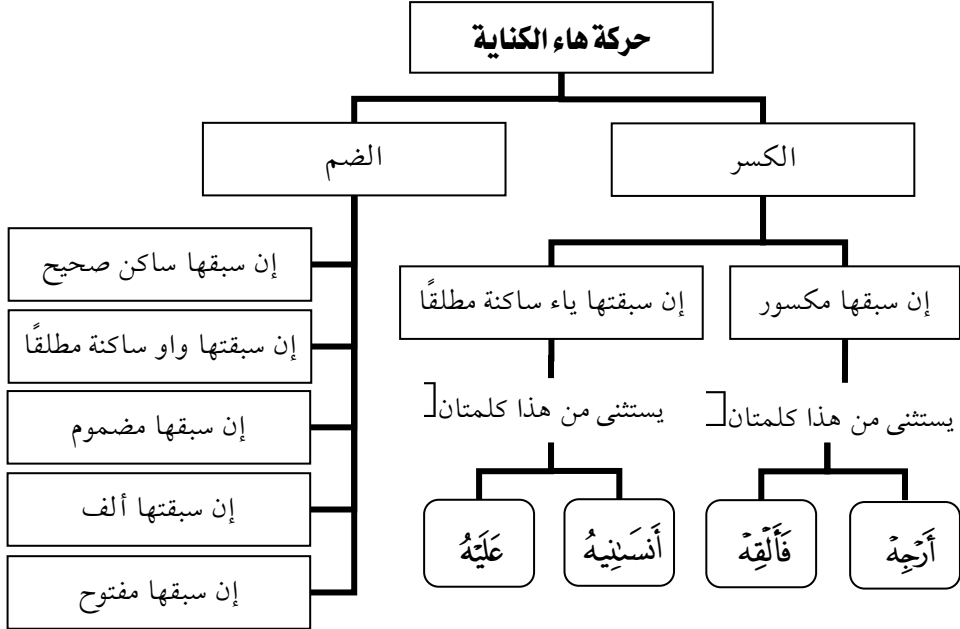 حركة هاء الكناية
الكسر
الضم
إن سبقها مكسور
إن سبقتها ياء ساكنة مطلقًا
يستثنى من هذا كلمتان
يستثنى من هذا كلمتان
أَرۡجِهۡ
فَأَلۡقِهۡ
أَنسَىٰنِيهُ
عَلَيۡهُ
إن سبقها ساكن صحيح
إن سبقتها واو ساكنة مطلقًا
إن سبقها مضموم
إن سبقتها ألف
إن سبقها مفتوح